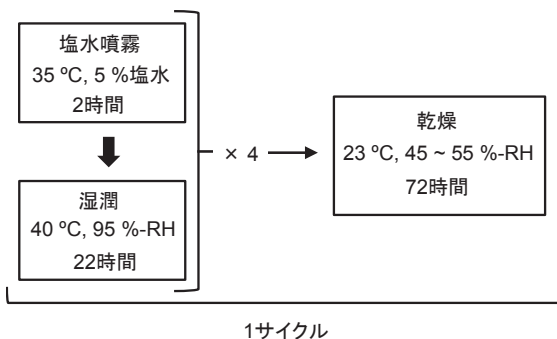 塩水噴霧
35 ºC, 5 %塩水
2時間
湿潤
40 ºC, 95 %-RH
22時間
× 4
乾燥
23 ºC, 45 ~ 55 %-RH
72時間
1サイクル